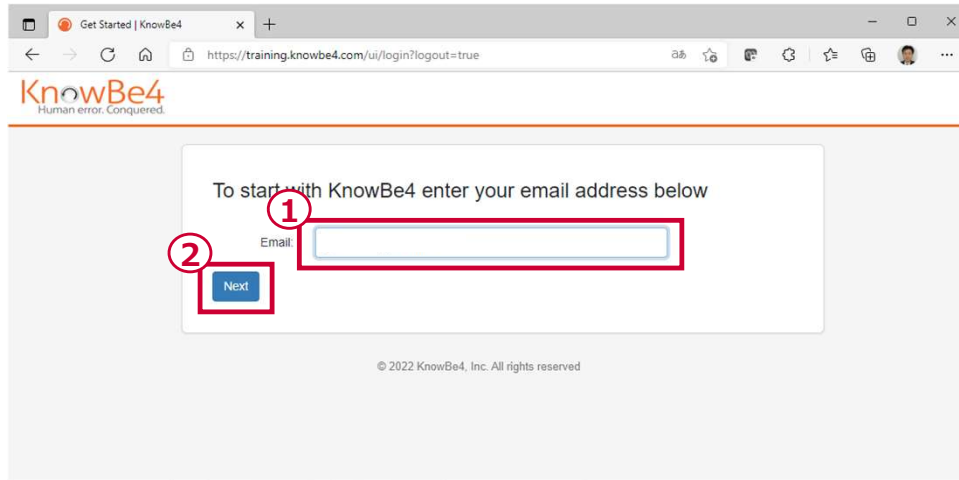 Get Started | KnowBe4
https://training.knowbe4.com/ui/login?logout=true
aあ
KnowBe4
Human error. Conquered.
To start with KnowBe4 enter your email address below
①
Email:
②
Next
© 2022 KnowBe4, Inc. All rights reserved